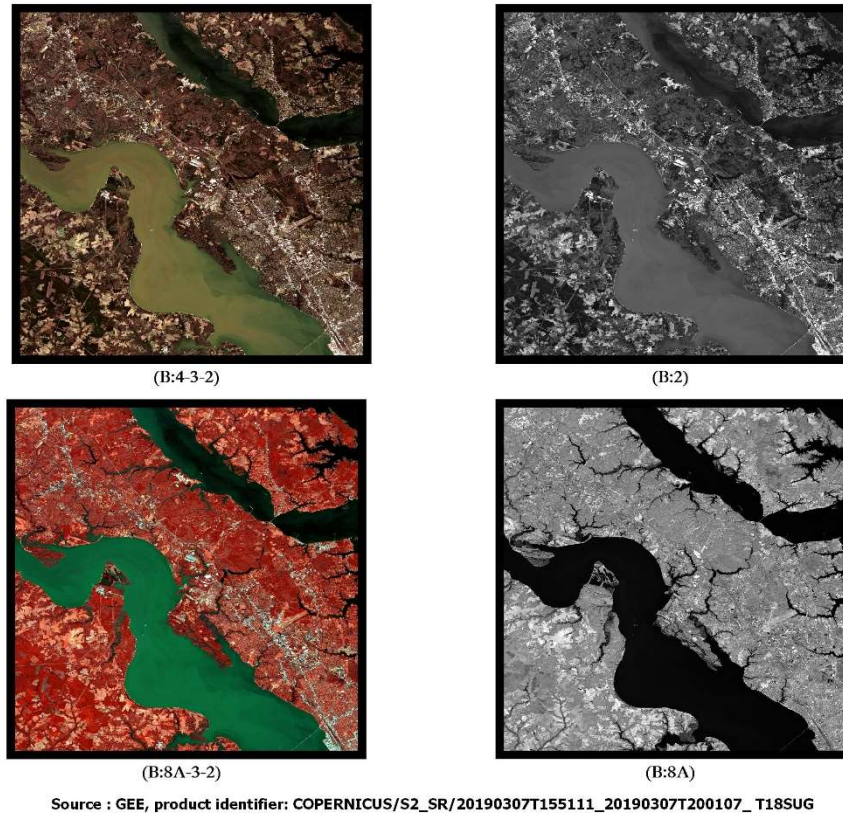 (B:4-3-2)
(B:2)
(B:8A-3-2)
(B:8A)
Source : GEE, product identifier: COPERNICUS/S2_SR/20190307T155111_20190307T200107_ T18SUG